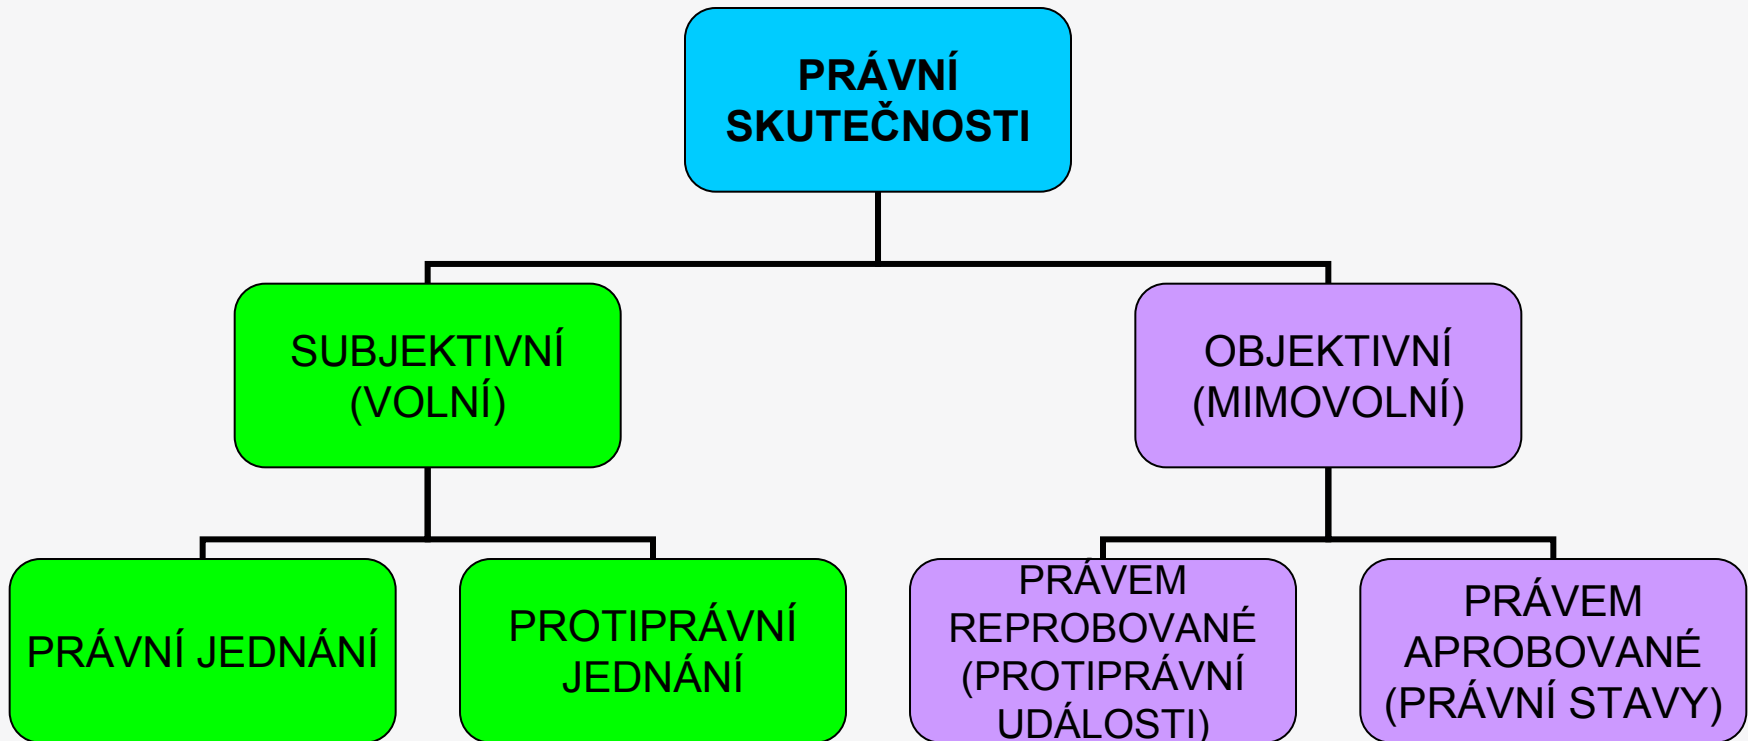 PRÁVNÍ
SKUTEČNOSTI
SUBJEKTIVNÍ
(VOLNÍ)
OBJEKTIVNÍ
(MIMOVOLNÍ)
PRÁVNÍ JEDNÁNÍ
PROTIPRÁVNÍ
JEDNÁNÍ
PRÁVEM
REPROBOVANÉ
(PROTIPRÁVNÍ
UDÁLOSTI)
PRÁVEM
APROBOVANÉ
(PRÁVNÍ STAVY)